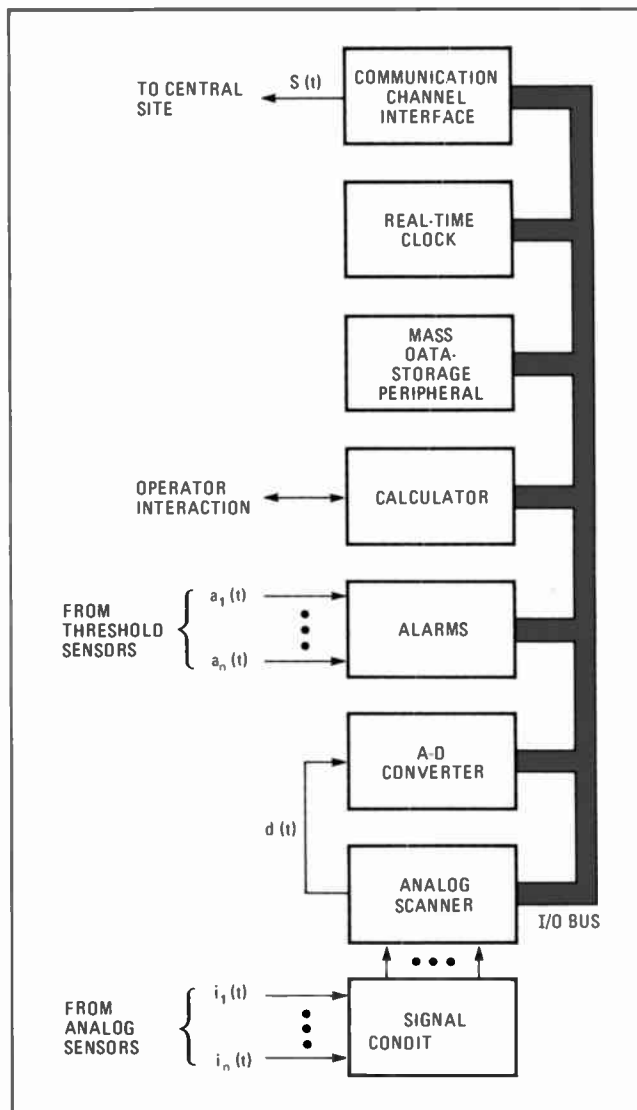 COMMUNICATION
CHANNEL
INTERFACE
S (t)
TO CENTRAL
SITE
REAL-TIME
CLOCK
MASS
DATA-
STORAGE
PERIPHERAL
OPERATOR
INTERACTION
CALCULATOR
FROM
THRESHOLD
SENSORS
a1 (t)
an (t)
ALARMS
A-D
CONVERTER
d (t)
ANALOG
SCANNER
I/O BUS
FROM
ANALOG
SENSORS
i1 (t)
in (t)
SIGNAL
CONDIT